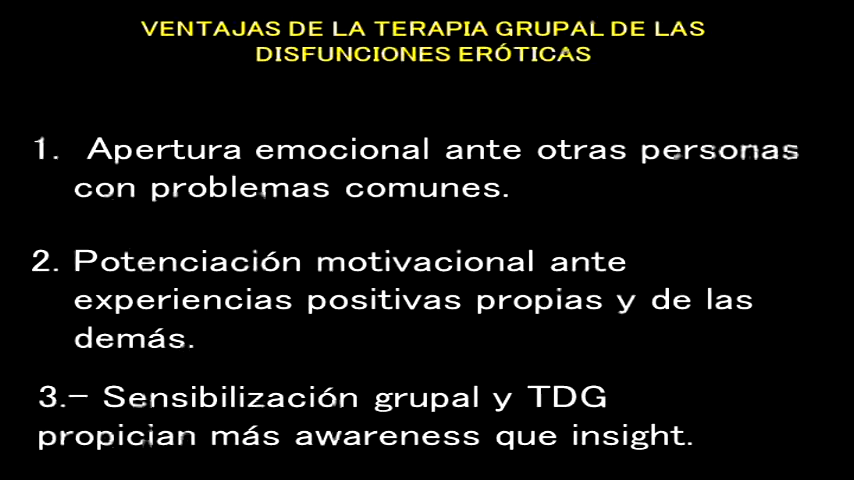 VENTAJAS DE LA TERAPIA GRUPAL DE LAS
DISFUNCIONES ERÓTICAS
1. Apertura emocional ante otras personas
con problemas comunes.
2. Potenciación motivacional ante
experiencias positivas propias y de las
demás.
3.- Sensibilización grupal y TDG
propician más awareness que insight.